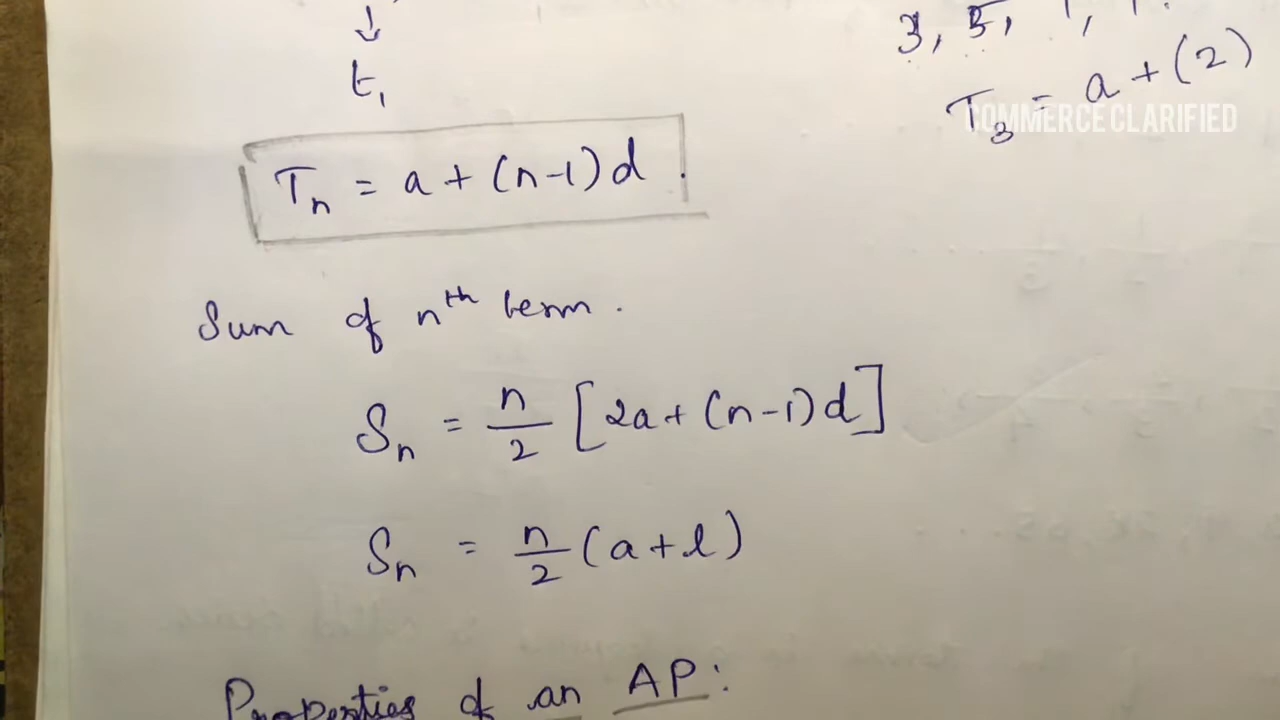 3, 5,
t₁
T₃ = a + (2)
COMMERCE CLARIFIED
Tₙ = a + (n-1)d.
Sum of nᵗʰ term.
Sₙ = n/2 [2a + (n-1)d]
Sₙ = n/2 (a + l)
Properties of an AP: